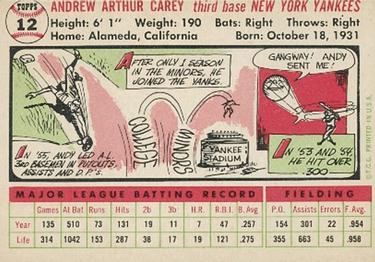 TOPPS
12
ANDREW ARTHUR CAREY third base NEW YORK YANKEES
Height: 6' 1" Weight: 190 Bats: Right Throws: Right
Home: Alameda, California Born: October 18, 1931
AFTER ONLY 1 SEASON
IN THE MINORS, HE
JOINED THE YANKS.
COLLEGE
MINORS
YANKEE
STADIUM
GANGWAY! ANDY
SENT ME!
IN '55, ANDY LED A.L.
3RD BASEMEN IN PUTOUTS,
ASSISTS AND D.P.'S.
IN '53 AND '54,
HE HIT OVER
.300
©T.C.G. PRINTED IN U.S.A.
MAJOR LEAGUE BATTING RECORD FIELDING
Games At Bat Runs Hits 2b 3b H.R. R.B.I. B. Avg P.O. Assists Errors F. Avg.
Year 135 510 73 131 19 11 7 47 .257 154 301 22 .954
Life 314 1042 153 287 38 17 19 121 .275 355 663 45 .958